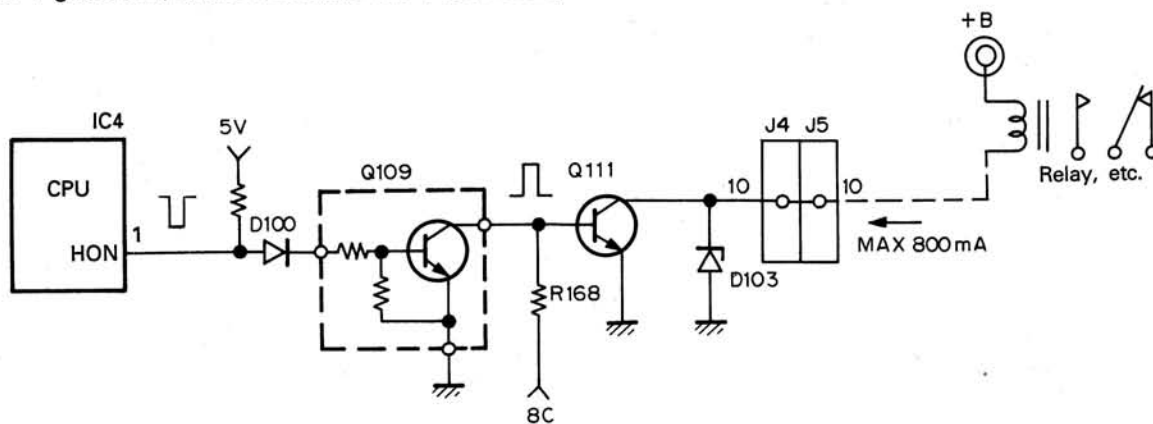 +B
IC4
5V
J4
J5
CPU
Q109
Q111
10
10
Relay, etc.
1
D100
HON
MAX 800mA
D103
R168
8C